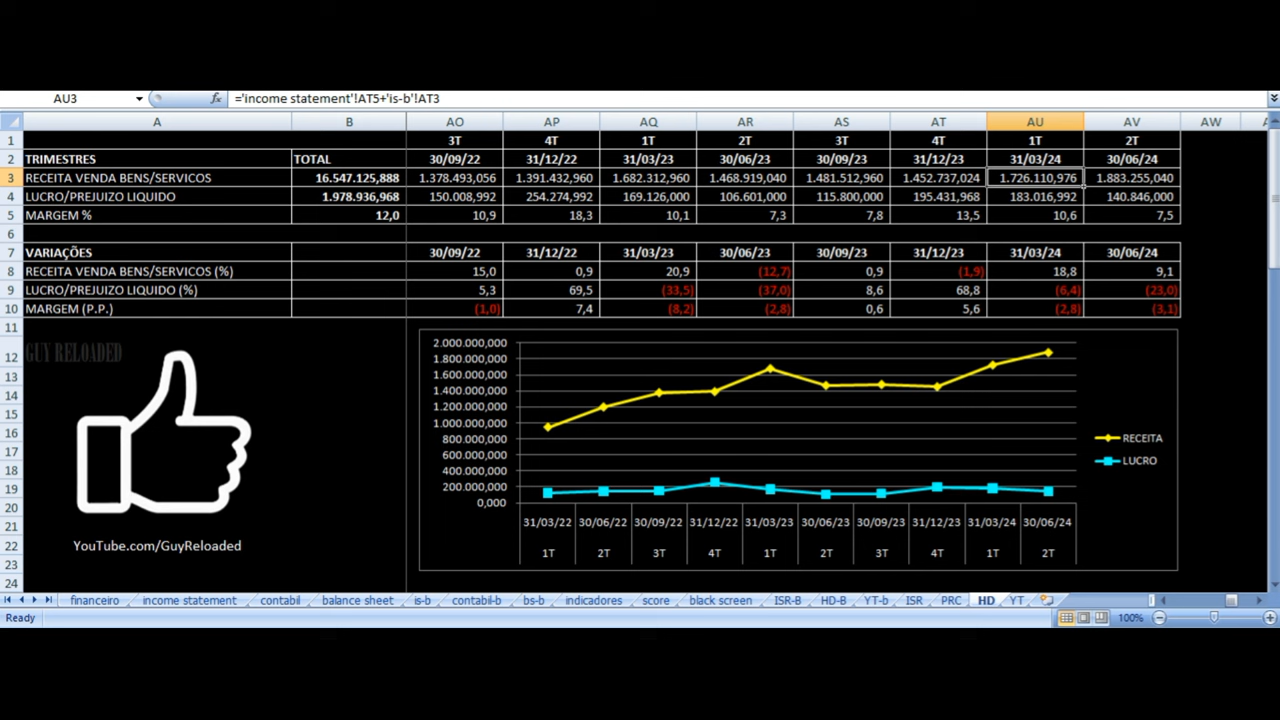 AU3 fx ='income statement'!AT5+'is-b'!AT3
A B AO AP AQ AR AS AT AU AV AW
1 3T 4T 1T 2T 3T 4T 1T 2T
2 TRIMESTRES TOTAL 30/09/22 31/12/22 31/03/23 30/06/23 30/09/23 31/12/23 31/03/24 30/06/24
3 RECEITA VENDA BENS/SERVICOS 16.547.125,888 1.378.493,056 1.391.432,960 1.682.312,960 1.468.919,040 1.481.512,960 1.452.737,024 1.726.110,976 1.883.255,040
4 LUCRO/PREJUIZO LIQUIDO 1.978.936,968 150.008,992 254.274,992 169.126,000 106.601,000 115.800,000 195.431,968 183.016,992 140.846,000
5 MARGEM % 12,0 10,9 18,3 10,1 7,3 7,8 13,5 10,6 7,5
6
7 VARIAÇÕES 30/09/22 31/12/22 31/03/23 30/06/23 30/09/23 31/12/23 31/03/24 30/06/24
8 RECEITA VENDA BENS/SERVICOS (%) 15,0 0,9 20,9 (12,7) 0,9 (1,9) 18,8 9,1
9 LUCRO/PREJUIZO LIQUIDO (%) 5,3 69,5 (33,5) (37,0) 8,6 68,8 (6,4) (23,0)
10 MARGEM (P.P.) (1,0) 7,4 (8,2) (2,8) 0,6 5,6 (2,8) (3,1)
11
12 GUY RELOADED
13
14
15
16
17
18
19
20
21
22
23
24
YouTube.com/GuyReloaded
2.000.000,000
1.800.000,000
1.600.000,000
1.400.000,000
1.200.000,000
1.000.000,000
800.000,000
600.000,000
400.000,000
200.000,000
0,000
31/03/22 30/06/22 30/09/22 31/12/22 31/03/23 30/06/23 30/09/23 31/12/23 31/03/24 30/06/24
1T 2T 3T 4T 1T 2T 3T 4T 1T 2T
RECEITA
LUCRO
financeiro income statement contabil balance sheet is-b contabil-b bs-b indicadores score black screen ISR-B HD-B YT-b ISR PRC HD YT
Ready 100%